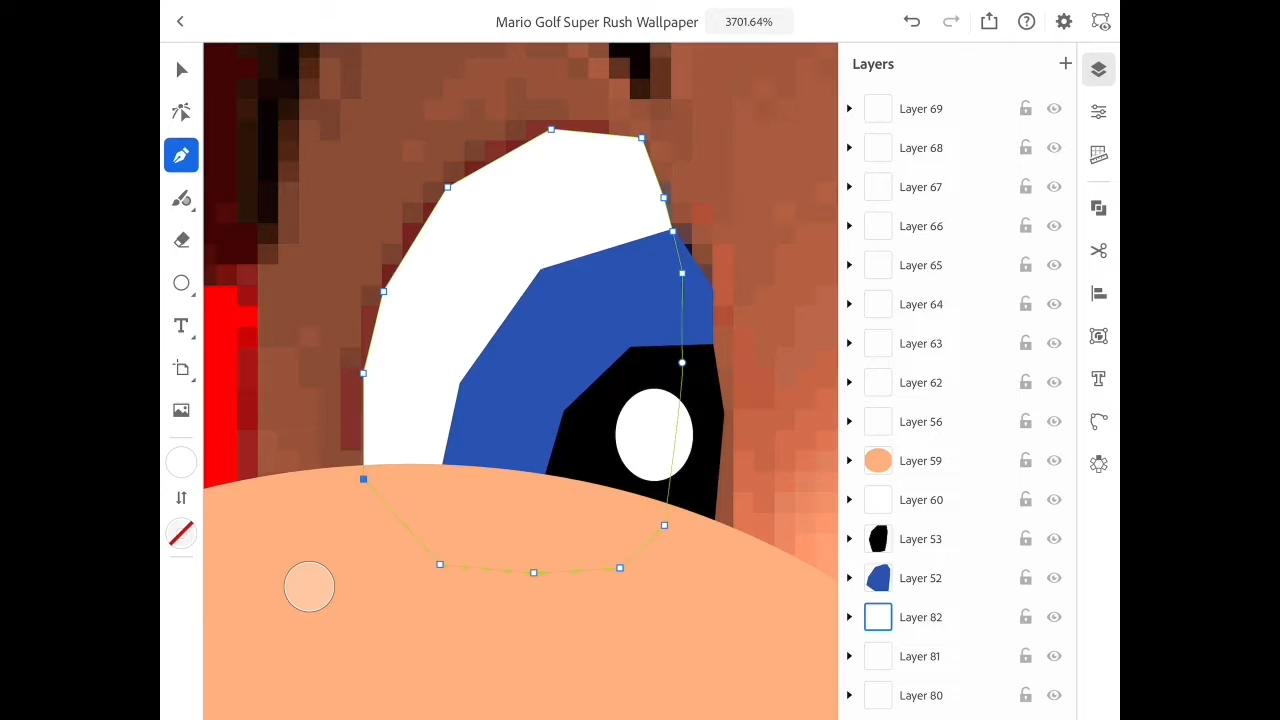 Mario Golf Super Rush Wallpaper 3701.64%
Layers
Layer 69
Layer 68
Layer 67
Layer 66
Layer 65
Layer 64
Layer 63
Layer 62
Layer 56
Layer 59
Layer 60
Layer 53
Layer 52
Layer 82
Layer 81
Layer 80